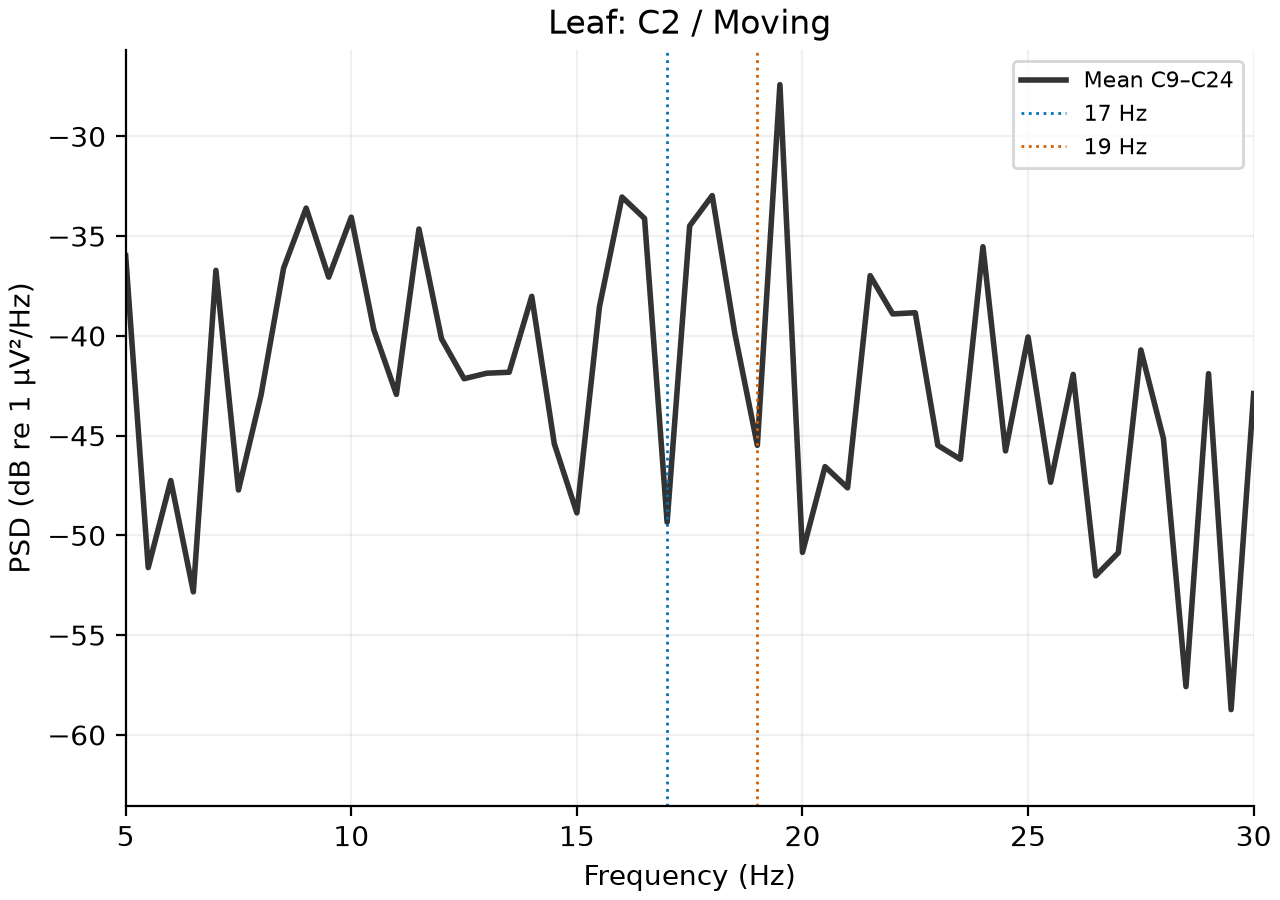 Leaf: C2 / Moving
Mean C9–C24
17 Hz
19 Hz
PSD (dB re 1 µV²/Hz)
−30
−35
−40
−45
−50
−55
−60
5
10
15
20
25
30
Frequency (Hz)